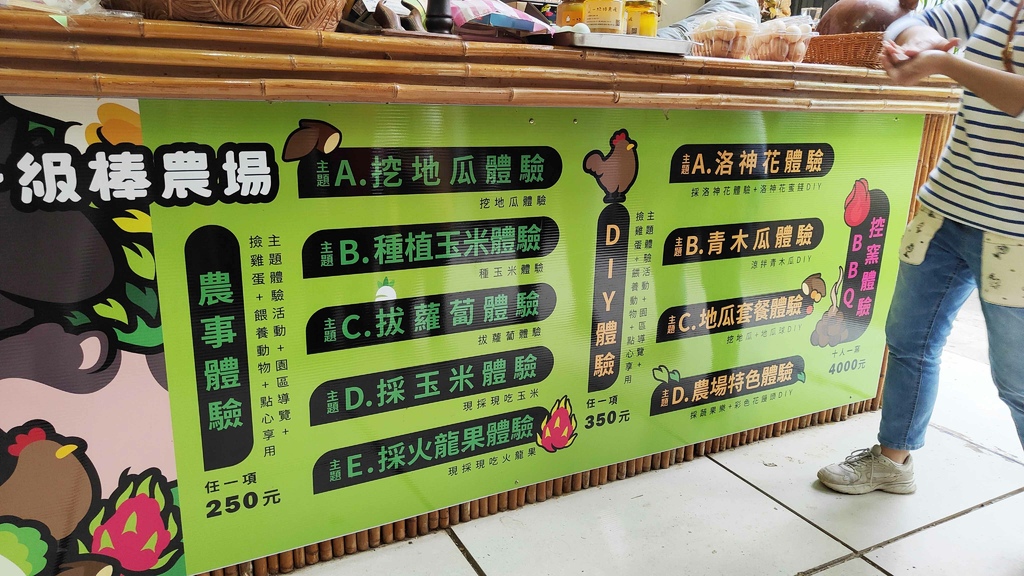 級棒農場
農事體驗
主題體驗活動+園區導覽+
撿雞蛋+餵養動物+點心享用
任一項
250元
主題A.挖地瓜體驗
挖地瓜體驗
主題B.種植玉米體驗
種玉米體驗
主題C.拔蘿蔔體驗
拔蘿蔔體驗
主題D.採玉米體驗
現採現吃玉米
主題E.採火龍果體驗
現採現吃火龍果
DIY體驗
主題體驗活動+園區導覽+
撿雞蛋+餵養動物+點心享用
任一項
350元
主題A.洛神花體驗
採洛神花體驗+洛神花蜜餞DIY
主題B.青木瓜體驗
涼拌青木瓜DIY
主題C.地瓜套餐體驗
挖地瓜+地瓜球DIY
主題D.農場特色體驗
採蔬果樂+彩色花饅頭DIY
控窯體驗
BBQ
十人一窯
4000元